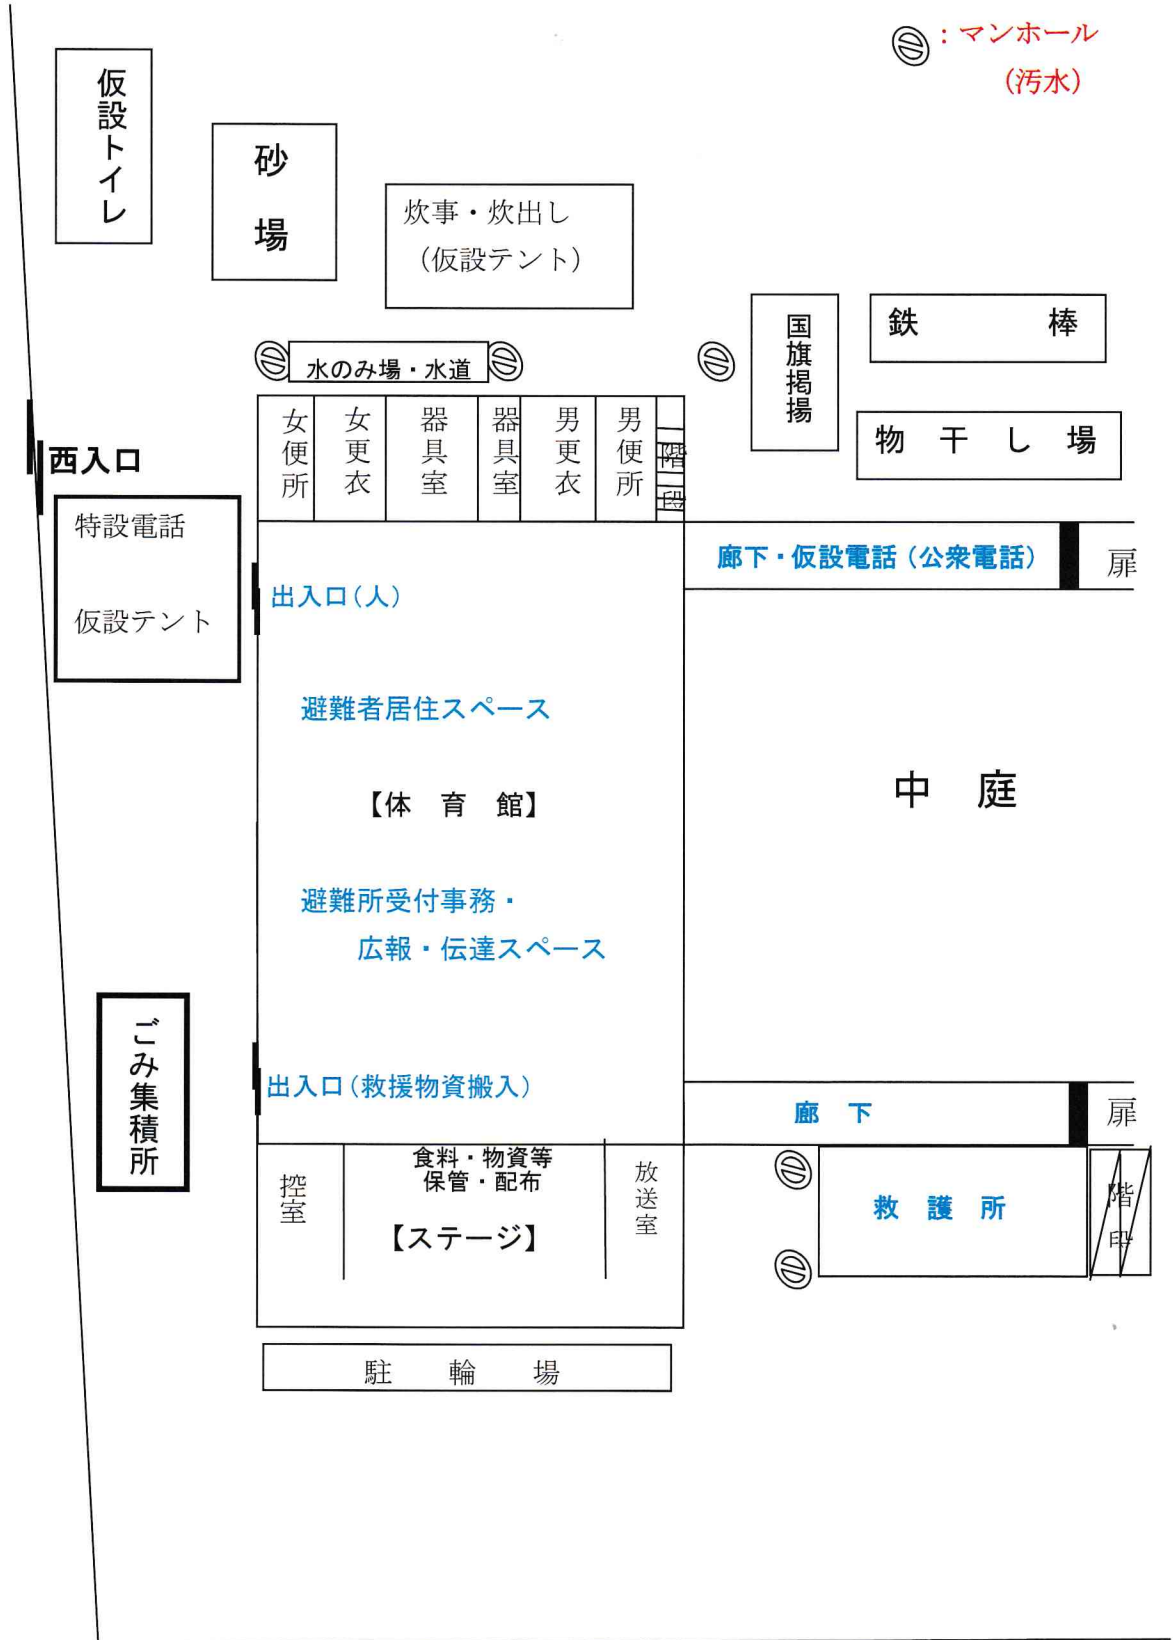 ：マンホール
（汚水）
仮設トイレ
砂
場
炊事・炊出し
（仮設テント）
国旗掲揚
鉄　棒
水のみ場・水道
物　干　し　場
女便所
女更衣
器具室
器具室
男更衣
男便所
階段
西入口
特設電話
仮設テント
廊下・仮設電話（公衆電話）
扉
出入口（人）
避難者居住スペース
【体　育　館】
中　庭
避難所受付事務・
広報・伝達スペース
ごみ集積所
出入口（救援物資搬入）
廊　下
扉
控室
食料・物資等
保管・配布
【ステージ】
放送室
救　護　所
階段
駐　輪　場